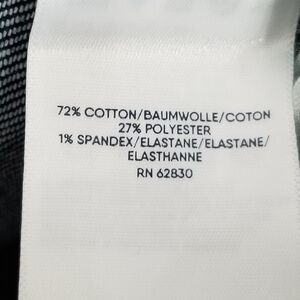 72% COTTON/BAUMWOLLE/COTON
27% POLYESTER
1% SPANDEX/ELASTANE/ELASTANE/
ELASTHANNE
RN 62830